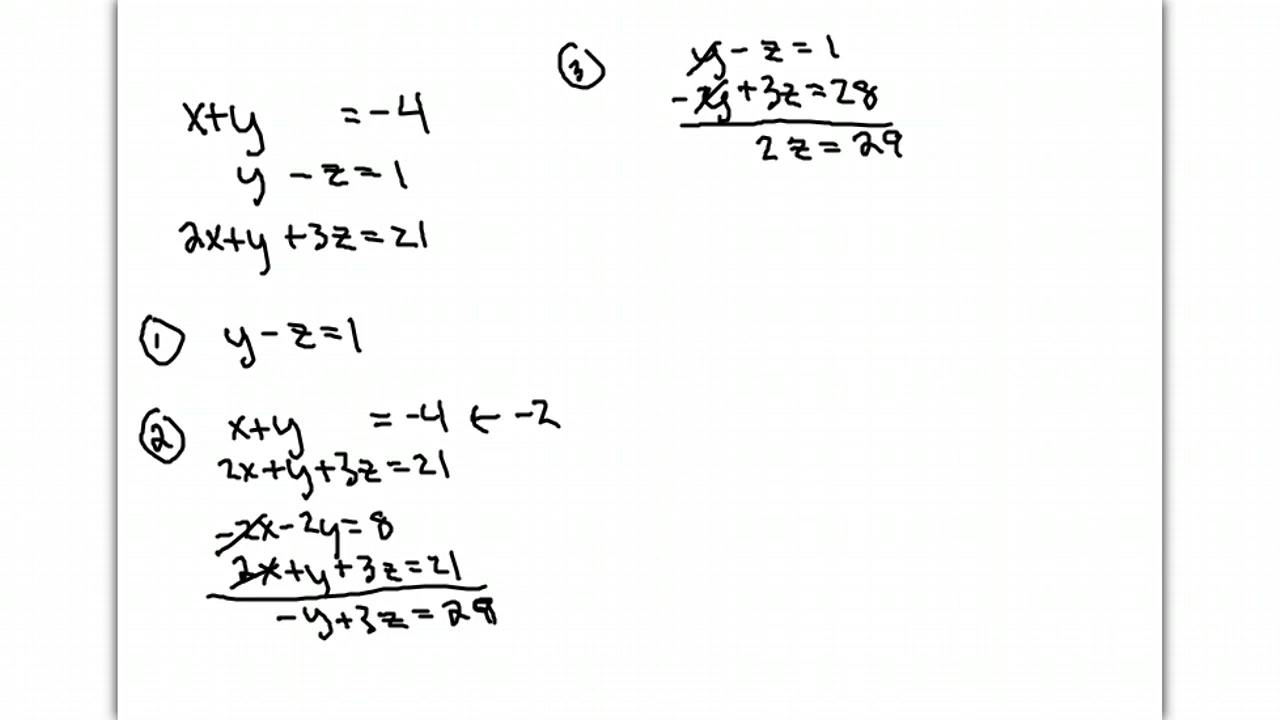 x+y = -4
y - z = 1
2x+y +3z = 21
① y - z = 1
② x+y = -4 ← -2
2x+y+3z = 21
-2x - 2y = 8
2x+y+3z = 21
-y+3z = 29
③ y - z = 1
-y +3z = 28
2z = 29